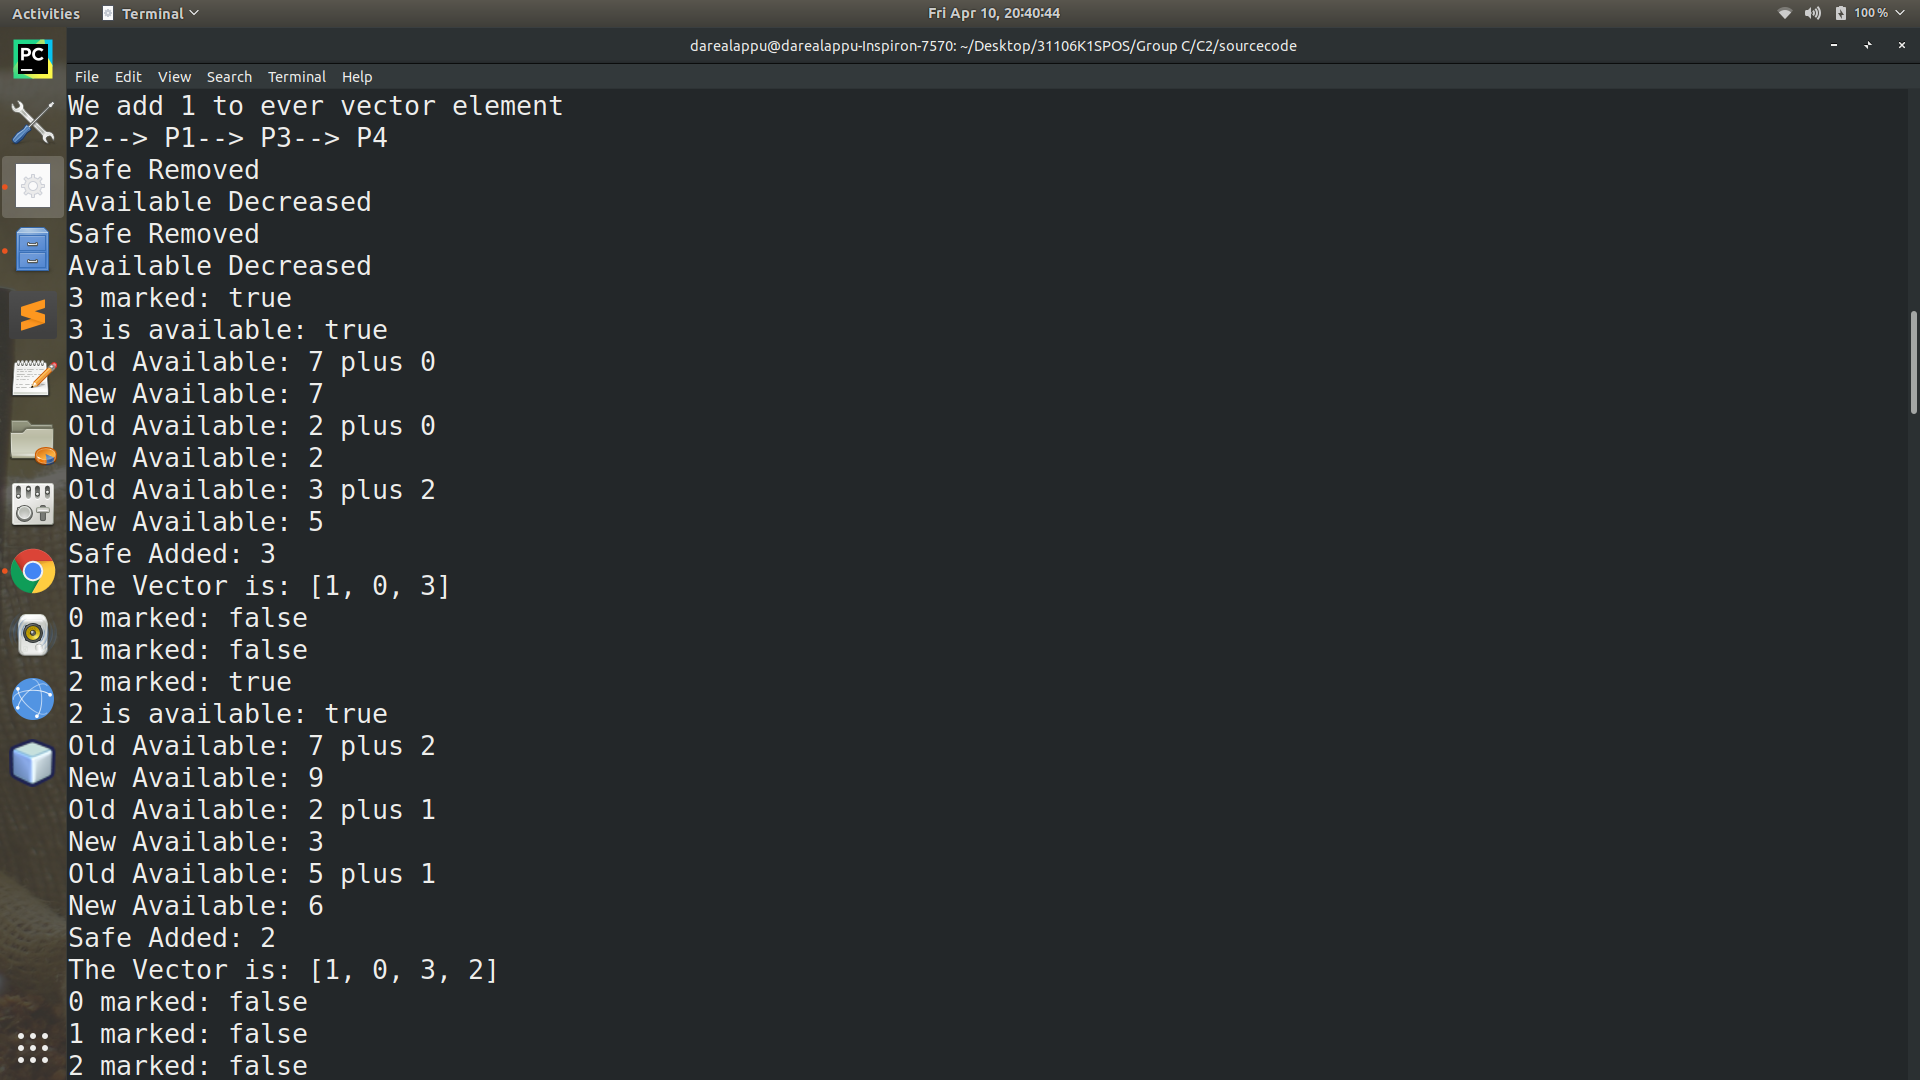 Activities
Terminal
Fri Apr 10, 20:40:44
100 %
darealappu@darealappu-Inspiron-7570: ~/Desktop/31106K1SPOS/Group C/C2/sourcecode
File Edit View Search Terminal Help
PC
We add 1 to ever vector element
P2--> P1--> P3--> P4
Safe Removed
Available Decreased
Safe Removed
Available Decreased
3 marked: true
3 is available: true
Old Available: 7 plus 0
New Available: 7
Old Available: 2 plus 0
New Available: 2
Old Available: 3 plus 2
New Available: 5
Safe Added: 3
The Vector is: [1, 0, 3]
0 marked: false
1 marked: false
2 marked: true
2 is available: true
Old Available: 7 plus 2
New Available: 9
Old Available: 2 plus 1
New Available: 3
Old Available: 5 plus 1
New Available: 6
Safe Added: 2
The Vector is: [1, 0, 3, 2]
0 marked: false
1 marked: false
2 marked: false